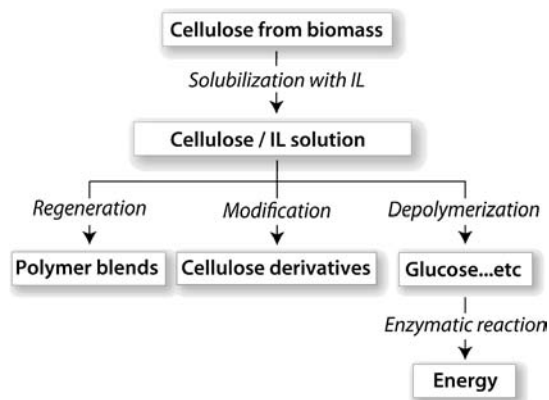 Cellulose from biomass
Solubilization with IL
Cellulose / IL solution
Regeneration
Modification
Depolymerization
Polymer blends
Cellulose derivatives
Glucose...etc
Enzymatic reaction
Energy